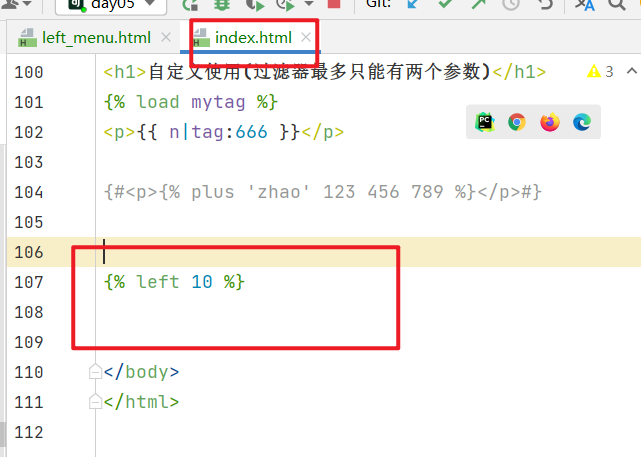 day05 Git:
left_menu.html index.html
100 <h1>自定义使用(过滤器最多只能有两个参数)</h1> 3
101 {% load mytag %}
102 <p>{{ n|tag:666 }}</p>
103
104 {#<p>{% plus 'zhao' 123 456 789 %}</p>#}
105
106
107 {% left 10 %}
108
109
110 </body>
111 </html>
112